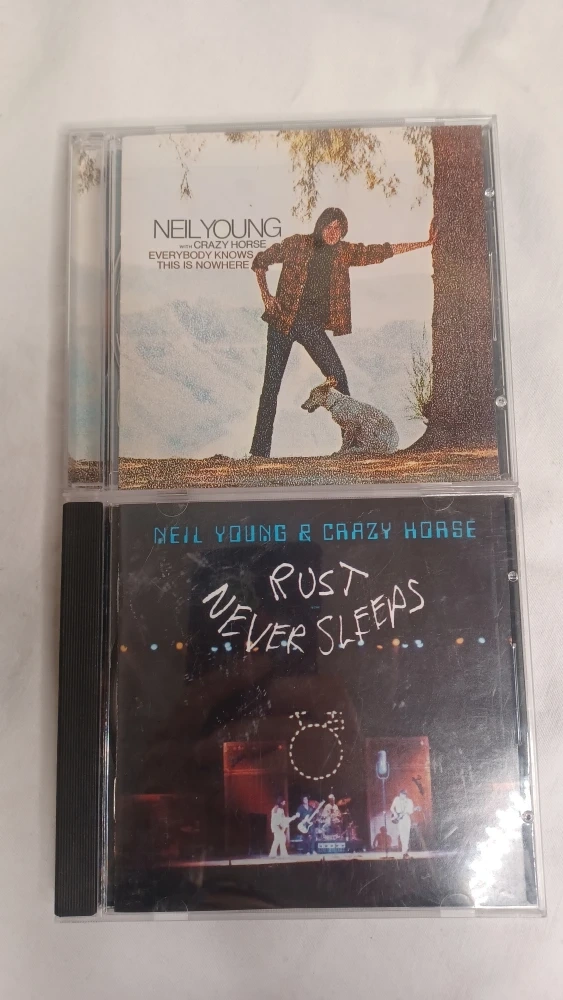 NEIL YOUNG
WITH CRAZY HORSE
EVERYBODY KNOWS
THIS IS NOWHERE
NEIL YOUNG & CRAZY HORSE
RUST
NEVER SLEEPS